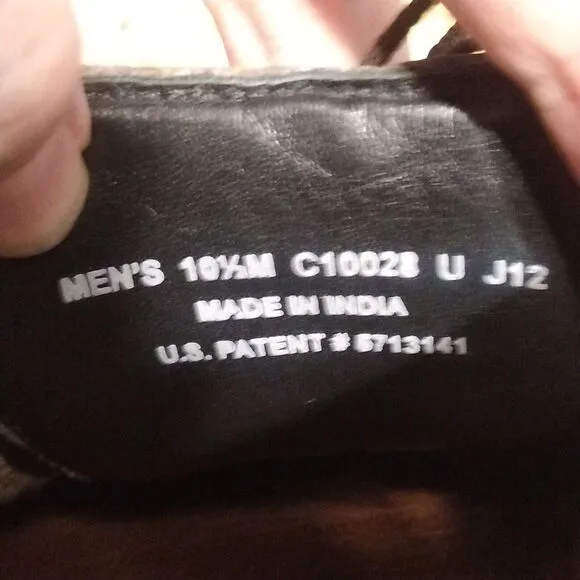 MEN'S 10½M C10028 U J12
MADE IN INDIA
U.S. PATENT # 5713141